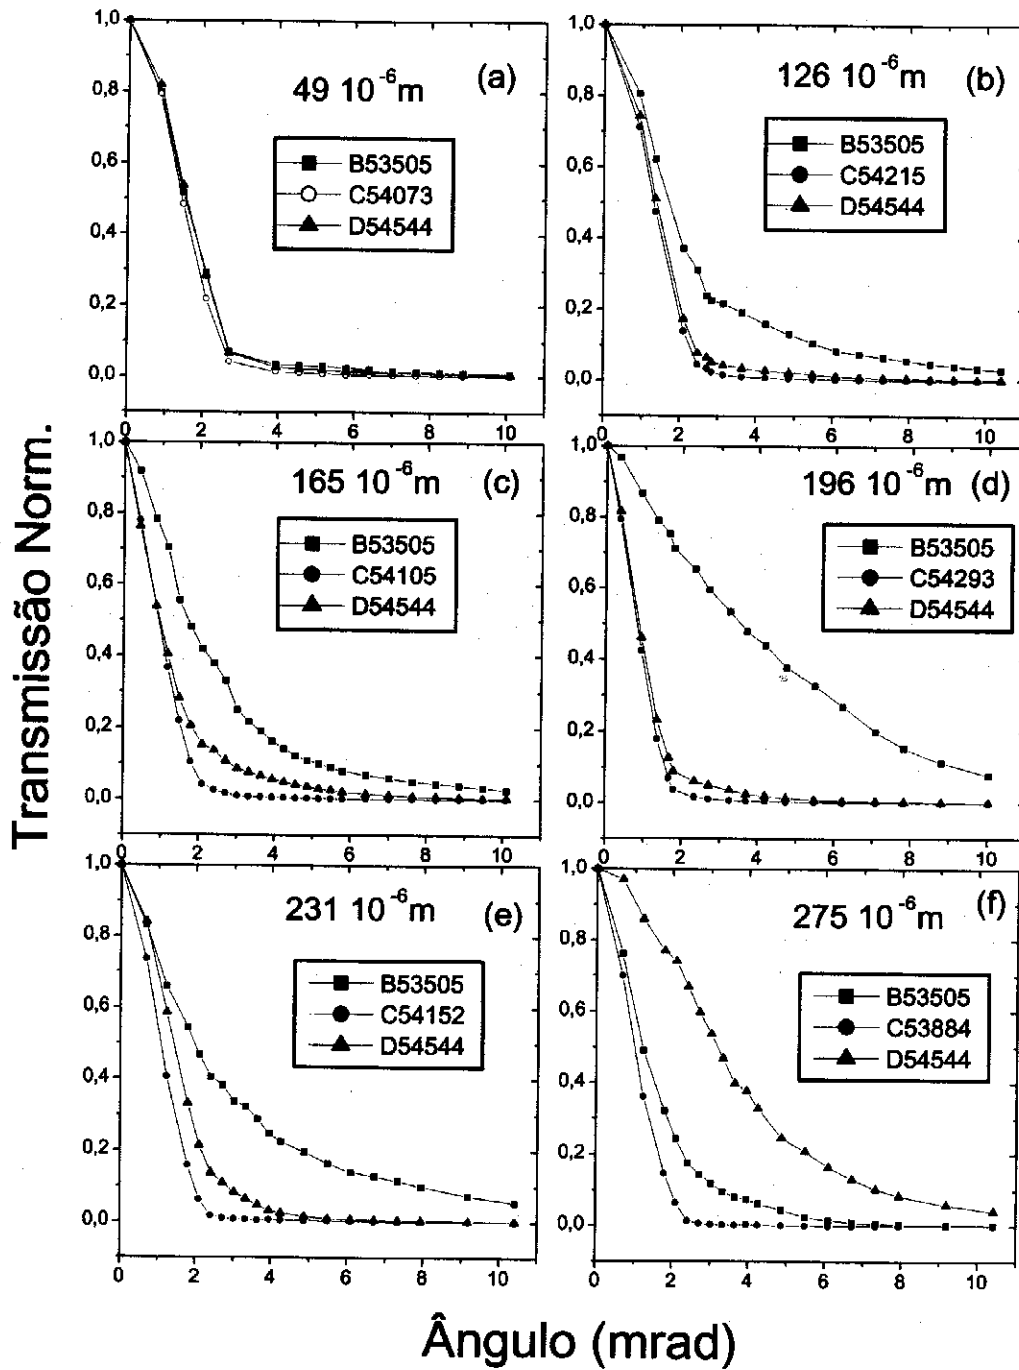 Transmissão Norm.
1,0
0,8
0,6
0,4
0,2
0,0
0 2 4 6 8 10
49 10⁻⁶m (a)
B53505
C54073
D54544
1,0
0,8
0,6
0,4
0,2
0,0
0 2 4 6 8 10
126 10⁻⁶m (b)
B53505
C54215
D54544
1,0
0,8
0,6
0,4
0,2
0,0
0 2 4 6 8 10
165 10⁻⁶m (c)
B53505
C54105
D54544
1,0
0,8
0,6
0,4
0,2
0,0
0 2 4 6 8 10
196 10⁻⁶m (d)
B53505
C54293
D54544
1,0
0,8
0,6
0,4
0,2
0,0
0 2 4 6 8 10
231 10⁻⁶m (e)
B53505
C54152
D54544
1,0
0,8
0,6
0,4
0,2
0,0
0 2 4 6 8 10
275 10⁻⁶m (f)
B53505
C53884
D54544
Ângulo (mrad)